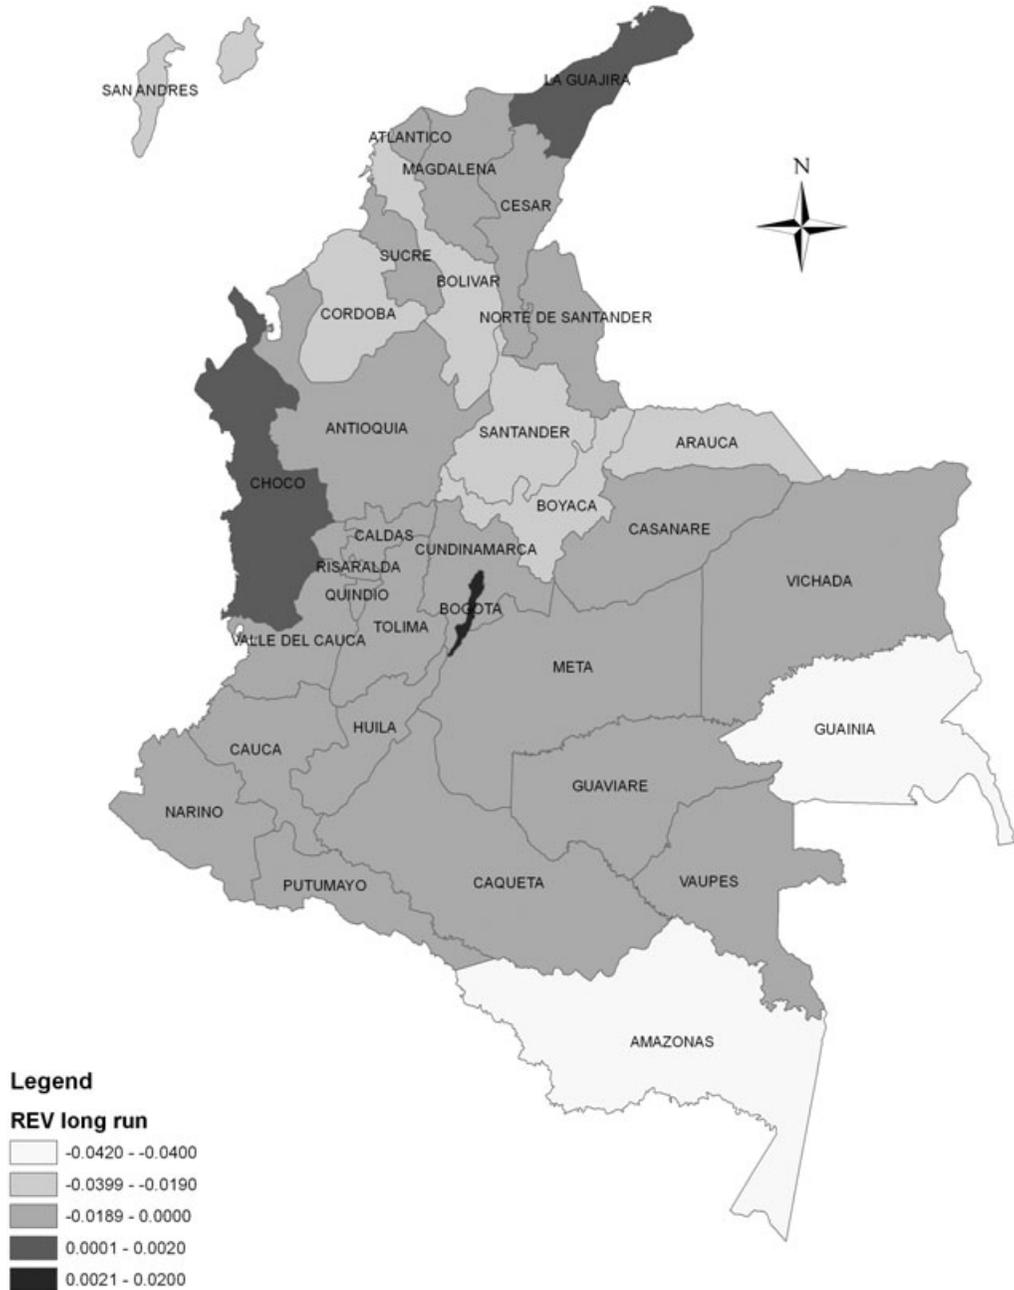 LA GUAJIRA
SAN ANDRES
ATLANTICO
N
MAGDALENA
CESAR
SUCRE
BOLIVAR
CORDOBA
NORTE DE SANTANDER
ANTIOQUIA
SANTANDER
ARAUCA
CHOCO
BOYACA
CASANARE
CALDAS
CUNDINAMARCA
RISARALDA
VICHADA
QUINDIO
BOGOTA
TOLIMA
VALLE DEL CAUCA
META
HUILA
GUAINIA
CAUCA
GUAVIARE
NARINO
PUTUMAYO
CAQUETA
VAUPES
AMAZONAS
Legend
REV long run
-0.0420 - -0.0400
-0.0399 - -0.0190
-0.0189 - 0.0000
0.0001 - 0.0020
0.0021 - 0.0200